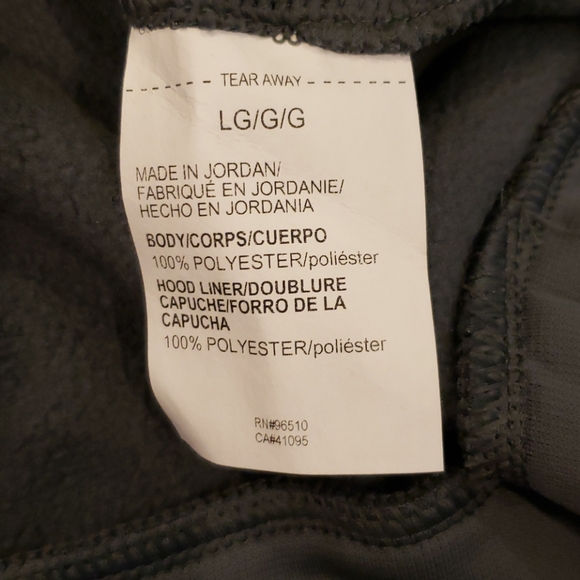 TEAR AWAY
LG/G/G
MADE IN JORDAN/
FABRIQUÉ EN JORDANIE/
HECHO EN JORDANIA
BODY/CORPS/CUERPO
100% POLYESTER/poliéster
HOOD LINER/DOUBLURE
CAPUCHE/FORRO DE LA
CAPUCHA
100% POLYESTER/poliéster
RN#96510
CA#41095